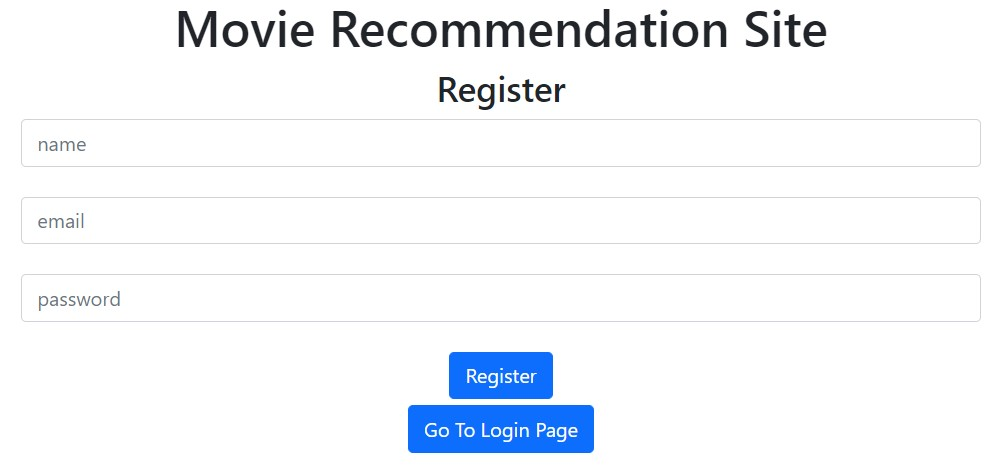 Movie Recommendation Site
Register
name
email
password
Register
Go To Login Page